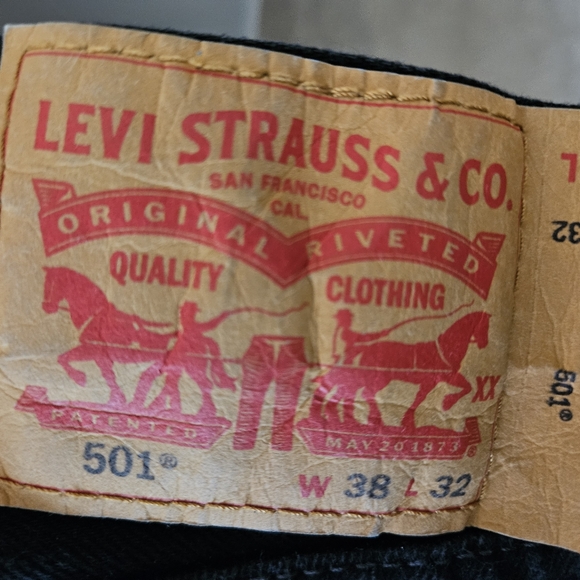 LEVI STRAUSS & CO.
SAN FRANCISCO
CAL.
ORIGINAL RIVETED
QUALITY CLOTHING
XX
PATENTED MAY 20 1873
501®
W 38 L 32
L
32
501®